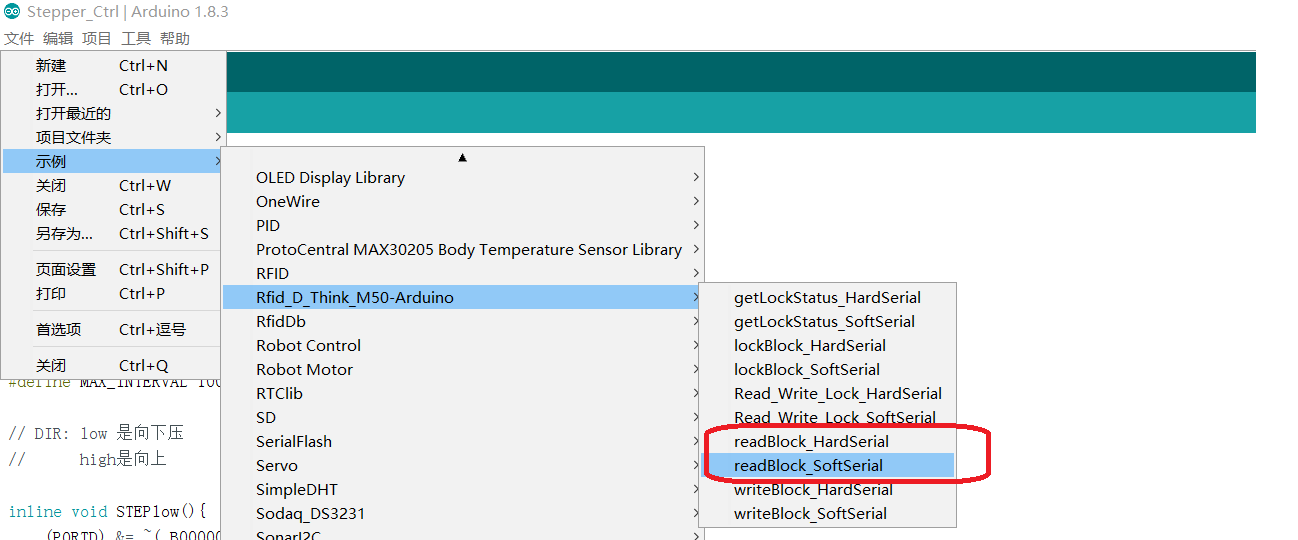 Stepper_Ctrl | Arduino 1.8.3
文件 编辑 项目 工具 帮助
新建 Ctrl+N
打开... Ctrl+O
打开最近的
项目文件夹
示例
关闭 Ctrl+W
保存 Ctrl+S
另存为... Ctrl+Shift+S
页面设置 Ctrl+Shift+P
打印 Ctrl+P
首选项 Ctrl+逗号
关闭 Ctrl+Q
OLED Display Library
OneWire
PID
ProtoCentral MAX30205 Body Temperature Sensor Library
RFID
Rfid_D_Think_M50-Arduino
RfidDb
Robot Control
Robot Motor
RTClib
SD
SerialFlash
Servo
SimpleDHT
Sodaq_DS3231
SonarI2C
getLockStatus_HardSerial
getLockStatus_SoftSerial
lockBlock_HardSerial
lockBlock_SoftSerial
Read_Write_Lock_HardSerial
Read_Write_Lock_SoftSerial
readBlock_HardSerial
readBlock_SoftSerial
writeBlock_HardSerial
writeBlock_SoftSerial
#define MAX_INTERVAL
// DIR: low 是向下压
// high是向上
inline void STEPlow(){
(PORTD) &= ~(